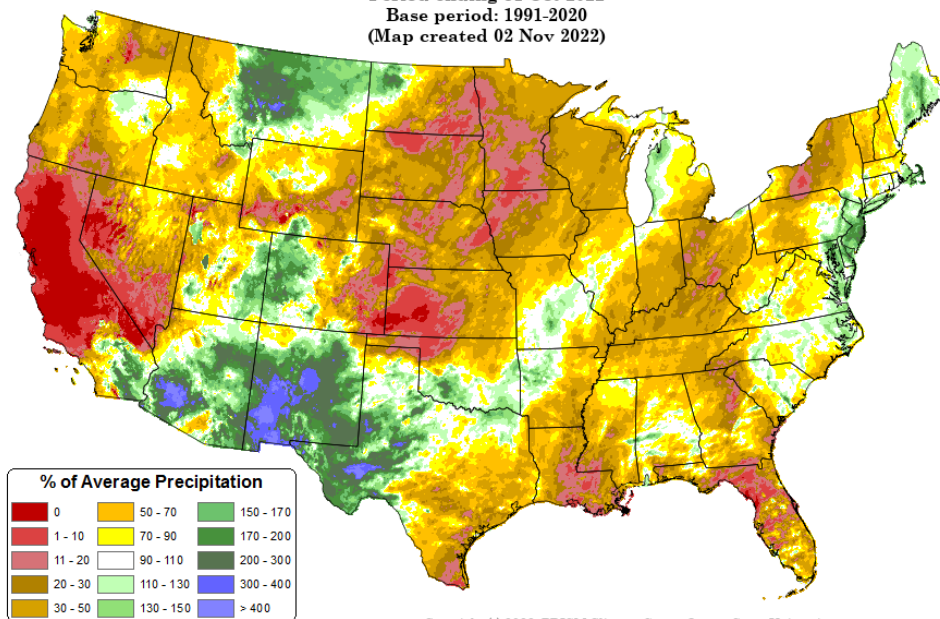 Base period: 1991-2020
(Map created 02 Nov 2022)
% of Average Precipitation
0
1 - 10
11 - 20
20 - 30
30 - 50
50 - 70
70 - 90
90 - 110
110 - 130
130 - 150
150 - 170
170 - 200
200 - 300
300 - 400
> 400